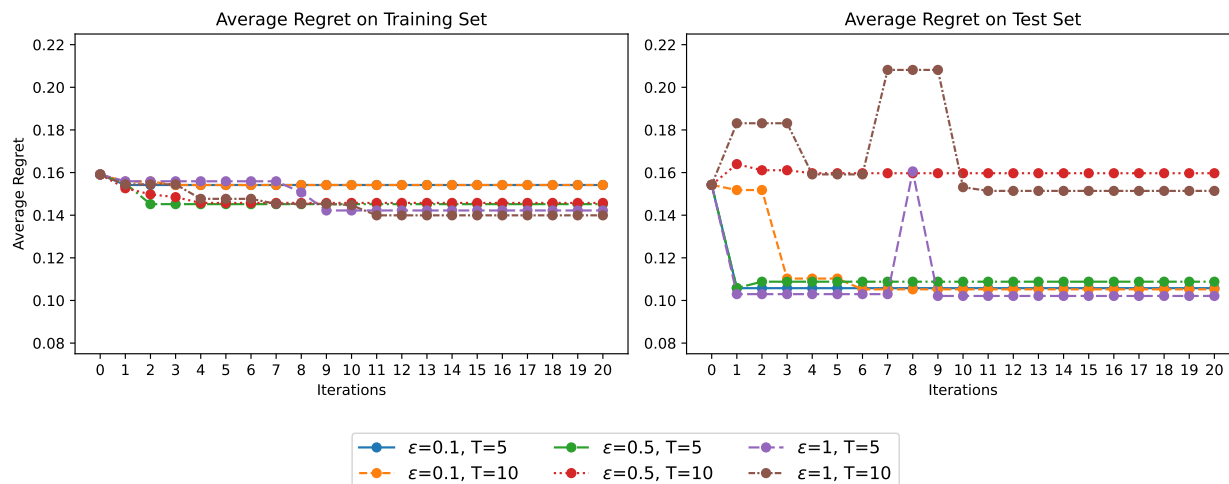 Average Regret on Training Set
Average Regret
0.22
0.20
0.18
0.16
0.14
0.12
0.10
0.08
0 1 2 3 4 5 6 7 8 9 10 11 12 13 14 15 16 17 18 19 20
Iterations
Average Regret on Test Set
0.22
0.20
0.18
0.16
0.14
0.12
0.10
0.08
0 1 2 3 4 5 6 7 8 9 10 11 12 13 14 15 16 17 18 19 20
Iterations
ε=0.1, T=5 ε=0.5, T=5 ε=1, T=5
ε=0.1, T=10 ε=0.5, T=10 ε=1, T=10